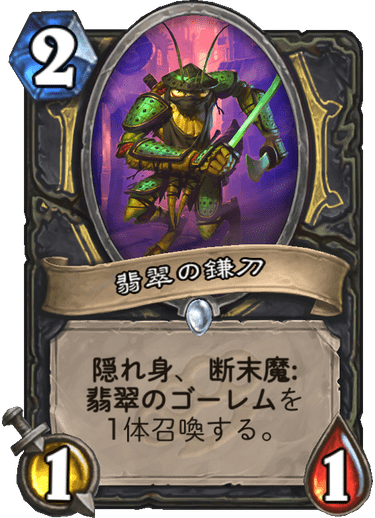 2
翡翠の鎌刀
隠れ身、断末魔:
翡翠のゴーレムを
1体召喚する。
1
1